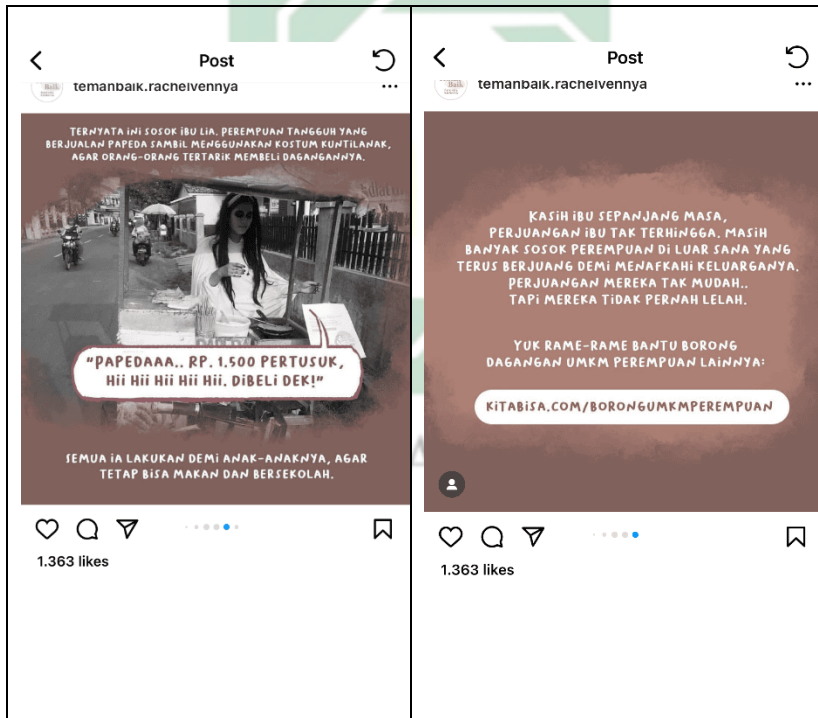 Post
temanbaik.rachelvennya
TERNYATA INI SOSOK IBU LIA. PEREMPUAN TANGGUH YANG
BERJUALAN PAPEDA SAMBIL MENGGUNAKAN KOSTUM KUNTILANAK,
AGAR ORANG-ORANG TERTARIK MEMBELI DAGANGANNYA.
"PAPEDAAA.. RP. 1.500 PERTUSUK,
Hii Hii Hii Hii Hii. DIBELI DEK!"
SEMUA IA LAKUKAN DEMI ANAK-ANAKNYA, AGAR
TETAP BISA MAKAN DAN BERSEKOLAH.
1.363 likes
Post
temanbaik.rachelvennya
KASIH IBU SEPANJANG MASA,
PERJUANGAN IBU TAK TERHINGGA. MASIH
BANYAK SOSOK PEREMPUAN DI LUAR SANA YANG
TERUS BERJUANG DEMI MENAFKAHI KELUARGANYA.
PERJUANGAN MEREKA TAK MUDAH..
TAPI MEREKA TIDAK PERNAH LELAH.
YUK RAME-RAME BANTU BORONG
DAGANGAN UMKM PEREMPUAN LAINNYA:
KITABISA.COM/BORONGUMKMPEREMPUAN
1.363 likes